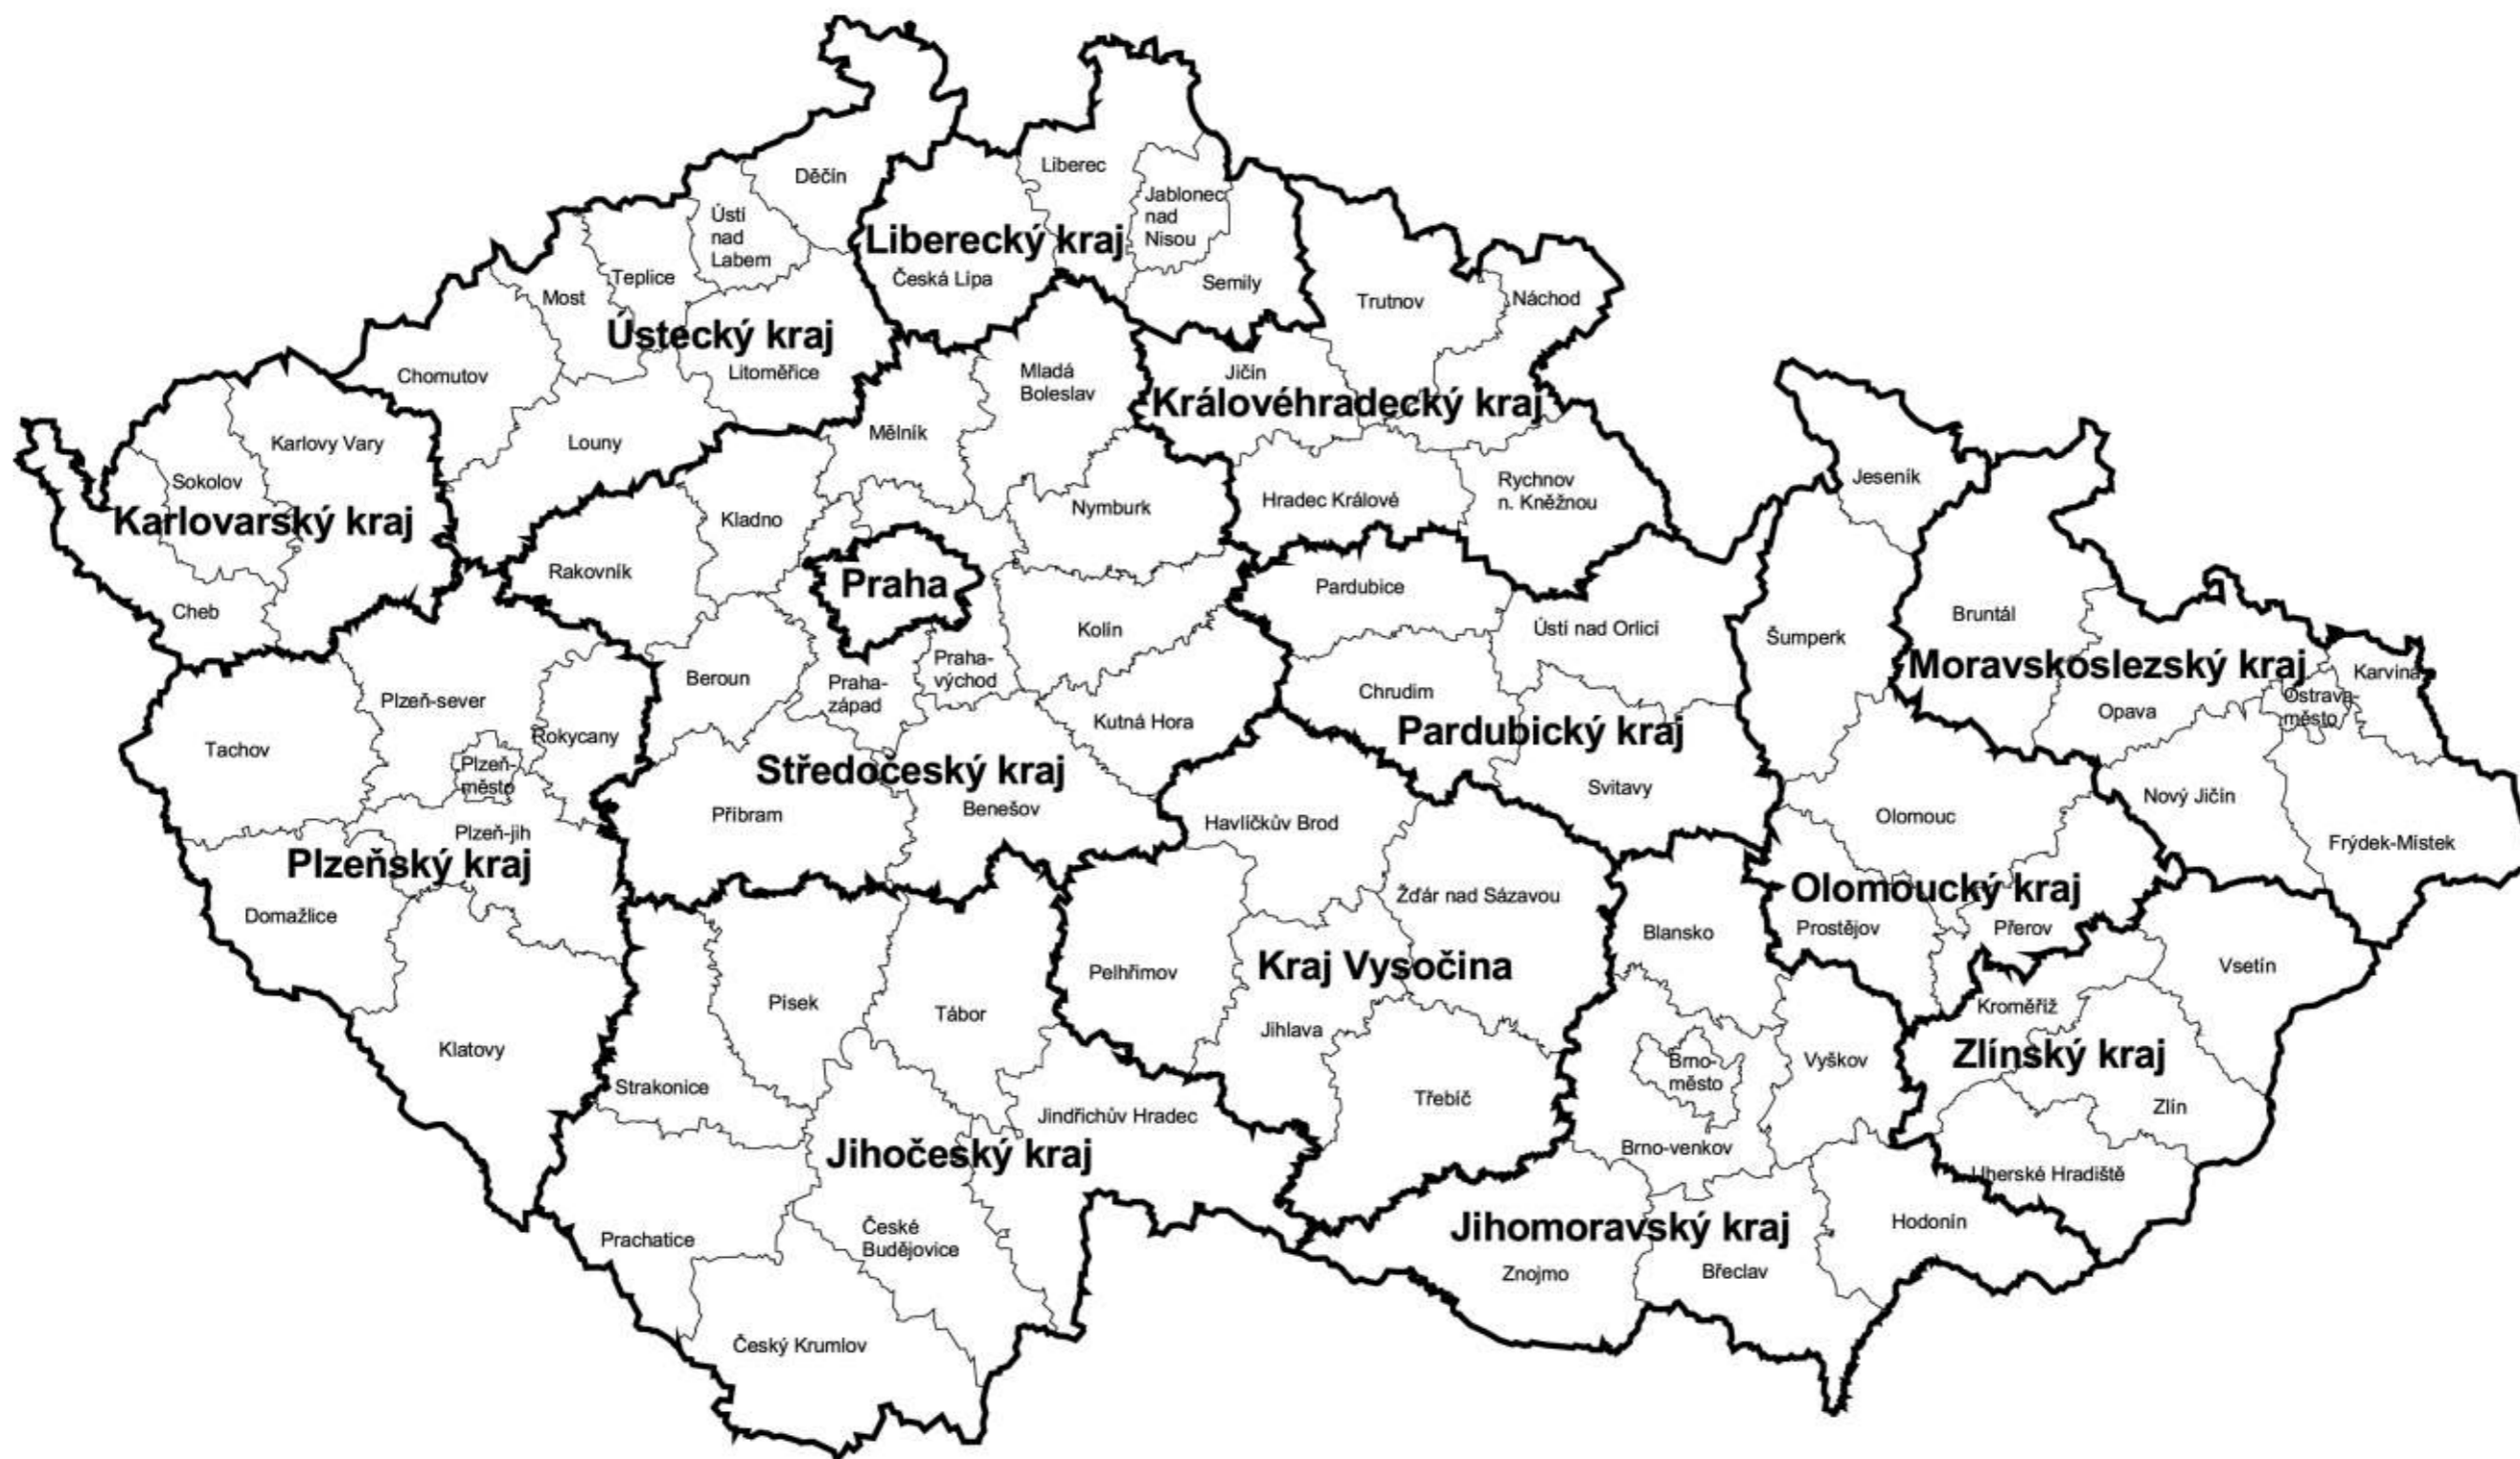 Děčín
Liberec
Jablonec
nad
Nisou
Ústí
nad
Labem
Liberecký kraj
Česká Lípa
Semily
Teplice
Most
Trutnov
Náchod
Ústecký kraj
Chomutov
Litoměřice
Mladá
Boleslav
Jičín
Královéhradecký kraj
Karlovy Vary
Louny
Mělník
Sokolov
Rychnov
n. Kněžnou
Hradec Králové
Jeseník
Karlovarský kraj
Kladno
Nymburk
Rakovník
Praha
Pardubice
Cheb
Kolín
Ústí nad Orlicí
Šumperk
Bruntál
Beroun
Praha-
západ
Praha-
východ
Moravskoslezský kraj
Karviná
Ostrava-
město
Plzeň-sever
Chrudim
Opava
Kutná Hora
Tachov
Rokycany
Pardubický kraj
Plzeň-
město
Středočeský kraj
Svitavy
Nový Jičín
Příbram
Benešov
Havlíčkův Brod
Olomouc
Plzeň-jih
Frýdek-Místek
Plzeňský kraj
Žďár nad Sázavou
Olomoucký kraj
Domažlice
Blansko
Prostějov
Přerov
Pelhřimov
Kraj Vysočina
Vsetín
Písek
Tábor
Kroměříž
Jihlava
Klatovy
Zlínský kraj
Brno-
město
Vyškov
Strakonice
Třebíč
Zlín
Jindřichův Hradec
Jihočeský kraj
Brno-venkov
Uherské Hradiště
Prachatice
České
Budějovice
Jihomoravský kraj
Hodonín
Znojmo
Břeclav
Český Krumlov